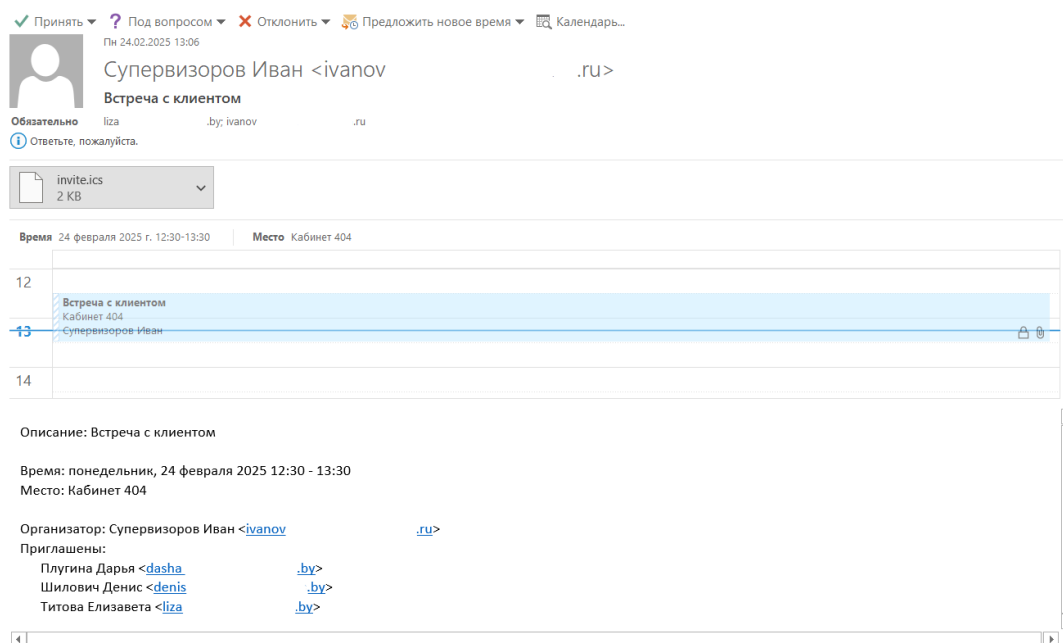 Принять ? Под вопросом Отклонить Предложить новое время Календарь...
Пн 24.02.2025 13:06
Супервизоров Иван <ivanov .ru>
Встреча с клиентом
Обязательно liza .by; ivanov .ru
Ответьте, пожалуйста.
invite.ics
2 KB
Время 24 февраля 2025 г. 12:30-13:30 Место Кабинет 404
12
Встреча с клиентом
Кабинет 404
13 Супервизоров Иван
14
Описание: Встреча с клиентом
Время: понедельник, 24 февраля 2025 12:30 - 13:30
Место: Кабинет 404
Организатор: Супервизоров Иван <ivanov .ru>
Приглашены:
Плугина Дарья <dasha .by>
Шилович Денис <denis .by>
Титова Елизавета <liza .by>